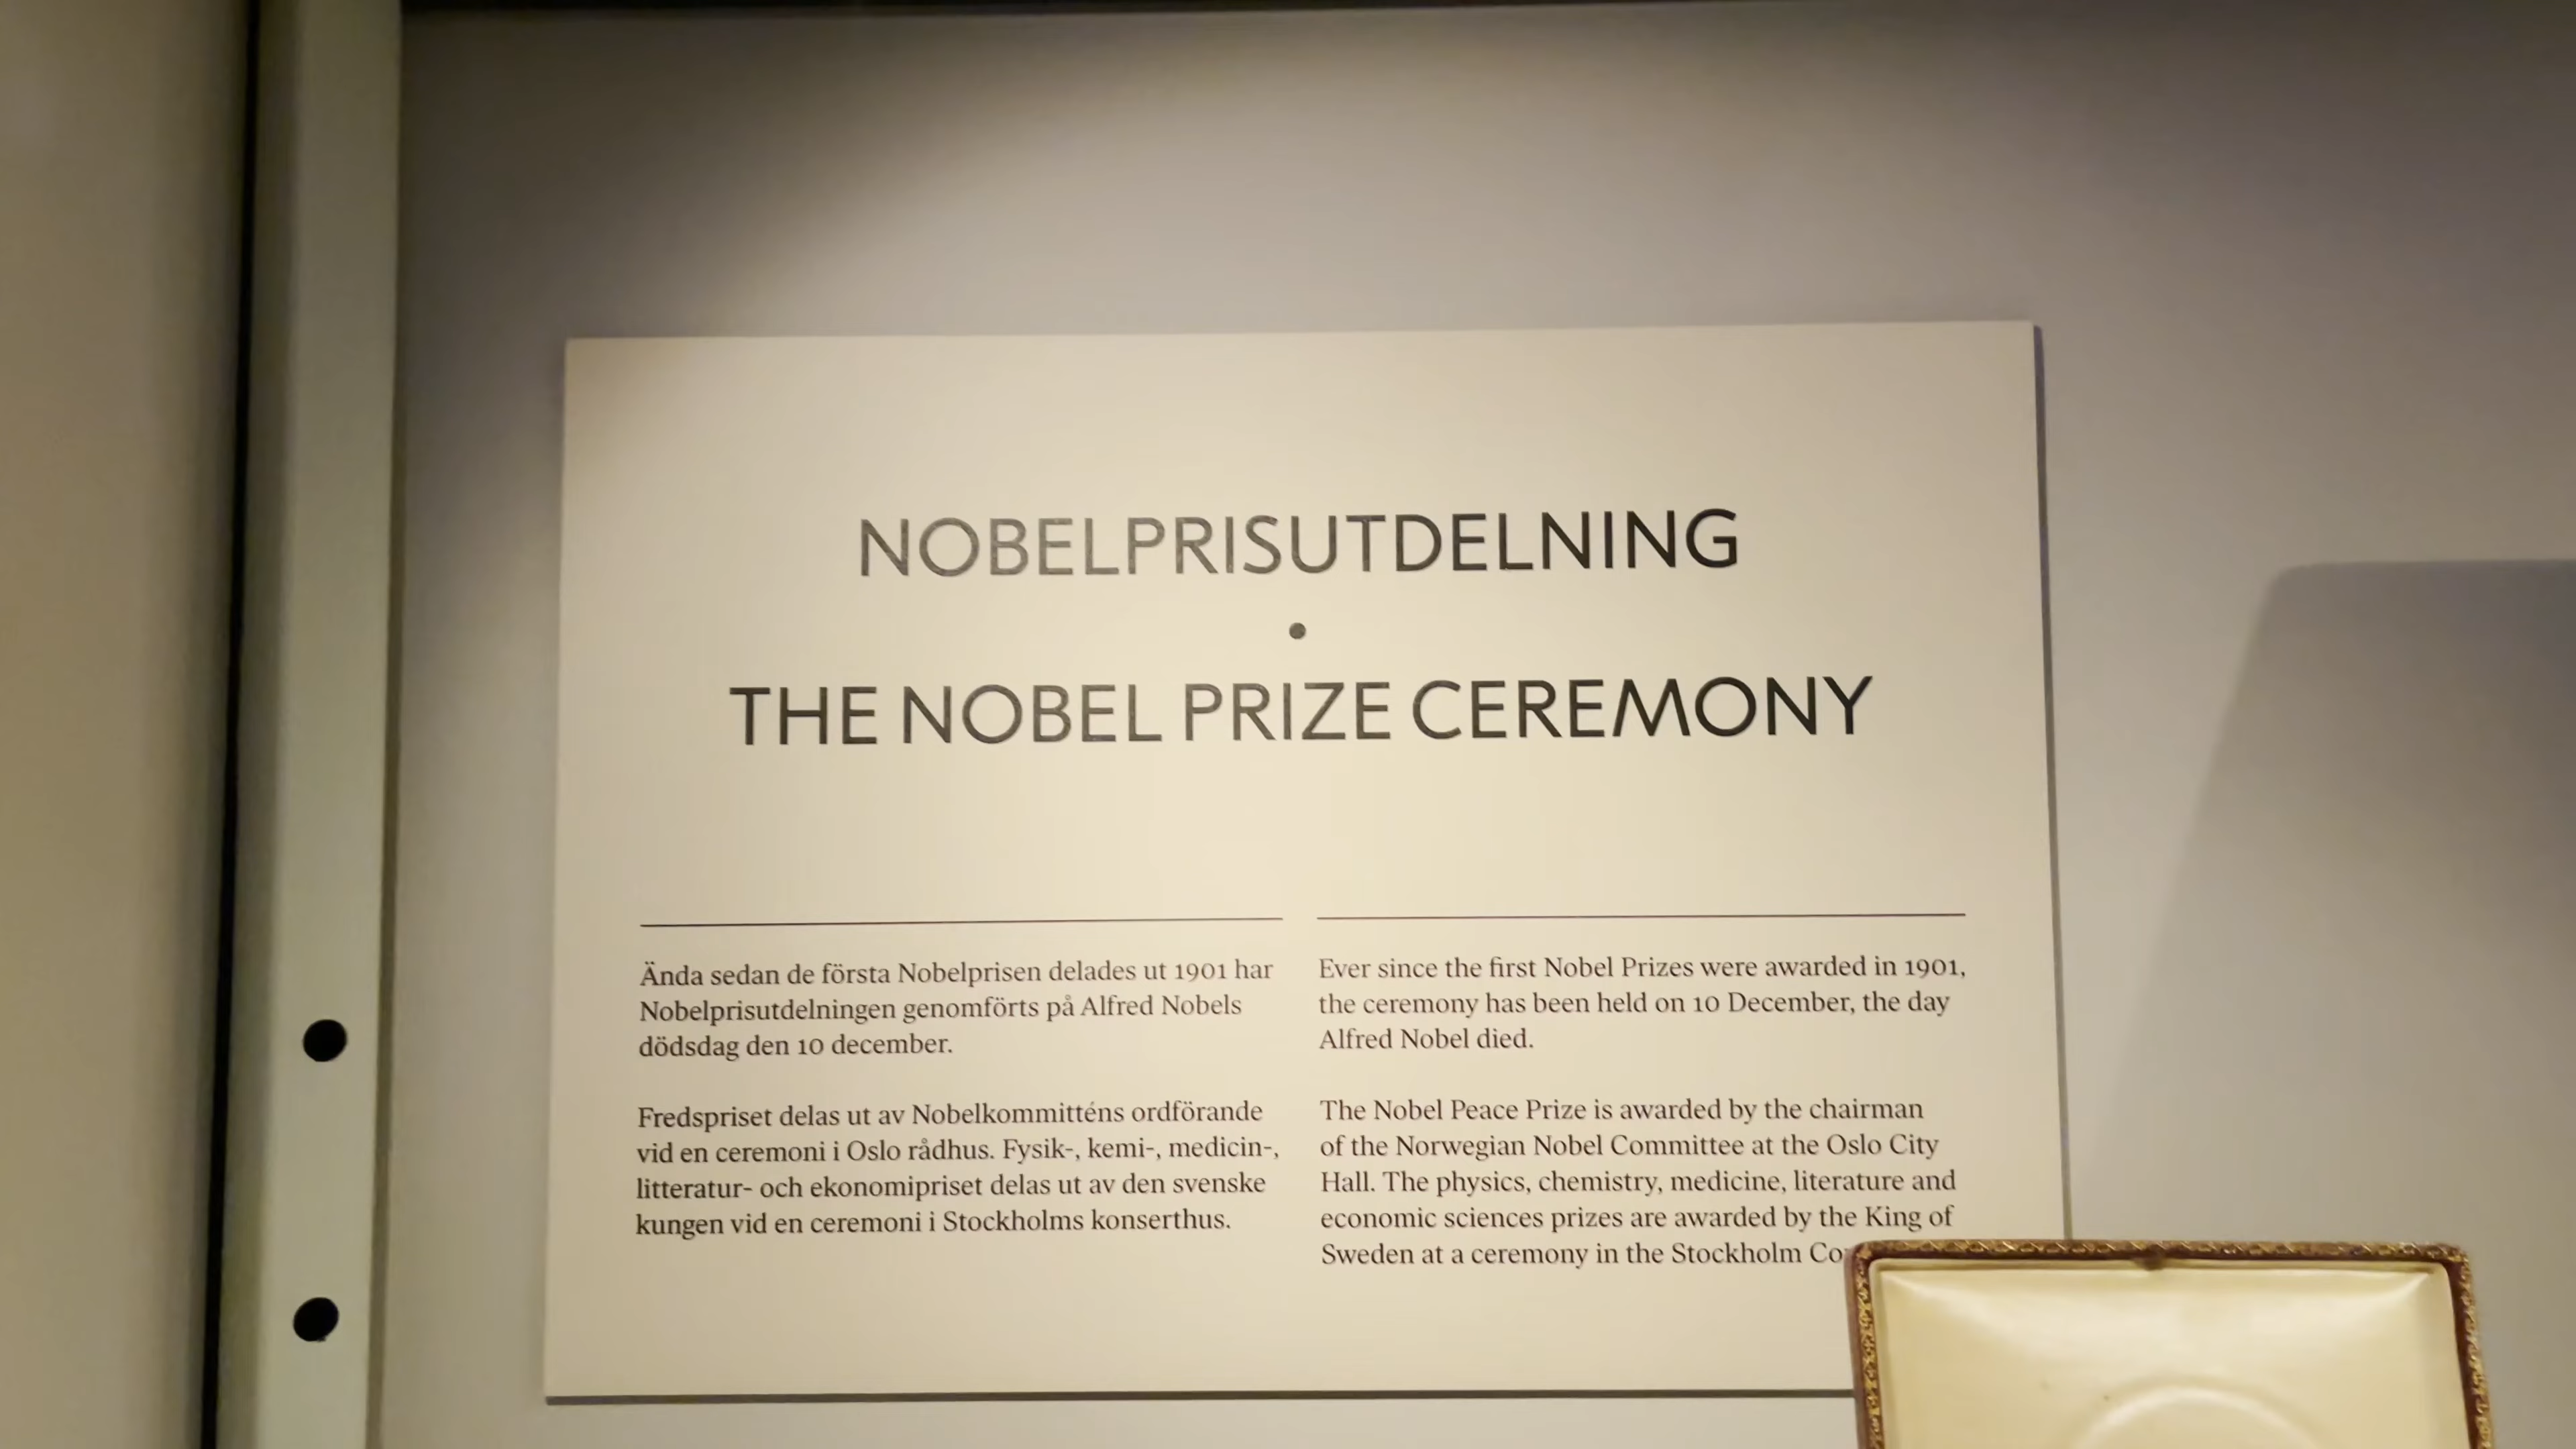 NOBELPRISUTDELNING
•
THE NOBEL PRIZE CEREMONY
Ända sedan de första Nobelprisen delades ut 1901 har
Nobelprisutdelningen genomförts på Alfred Nobels
dödsdag den 10 december.
Fredspriset delas ut av Nobelkommitténs ordförande
vid en ceremoni i Oslo rådhus. Fysik-, kemi-, medicin-,
litteratur- och ekonomipriset delas ut av den svenske
kungen vid en ceremoni i Stockholms konserthus.
Ever since the first Nobel Prizes were awarded in 1901,
the ceremony has been held on 10 December, the day
Alfred Nobel died.
The Nobel Peace Prize is awarded by the chairman
of the Norwegian Nobel Committee at the Oslo City
Hall. The physics, chemistry, medicine, literature and
economic sciences prizes are awarded by the King of
Sweden at a ceremony in the Stockholm